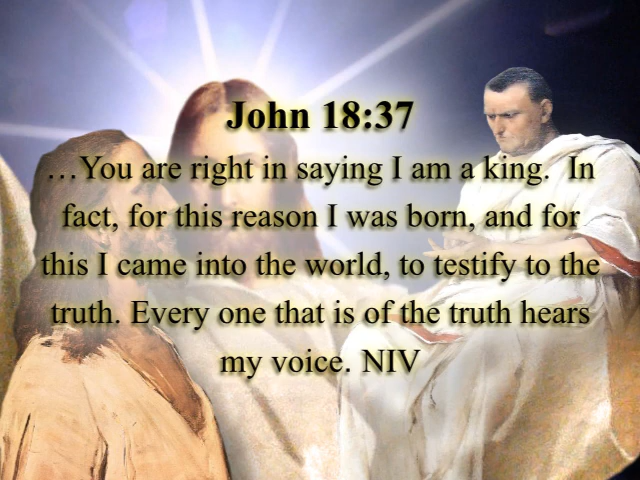 John 18:37
…You are right in saying I am a king.  In
fact, for this reason I was born, and for
this I came into the world, to testify to the
truth. Every one that is of the truth hears
my voice. NIV